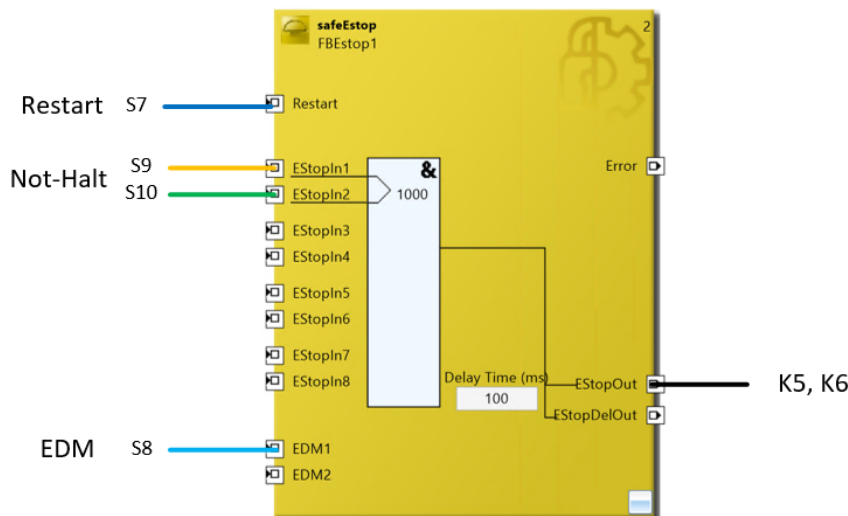 safeEstop 2
FBEstop1
Restart S7 Restart
Not-Halt S9 EStopIn1 & Error
S10 EStopIn2 1000
EStopIn3
EStopIn4
EStopIn5
EStopIn6
EStopIn7
EStopIn8
Delay Time (ms)
100
EStopOut K5, K6
EStopDelOut
EDM S8 EDM1
EDM2